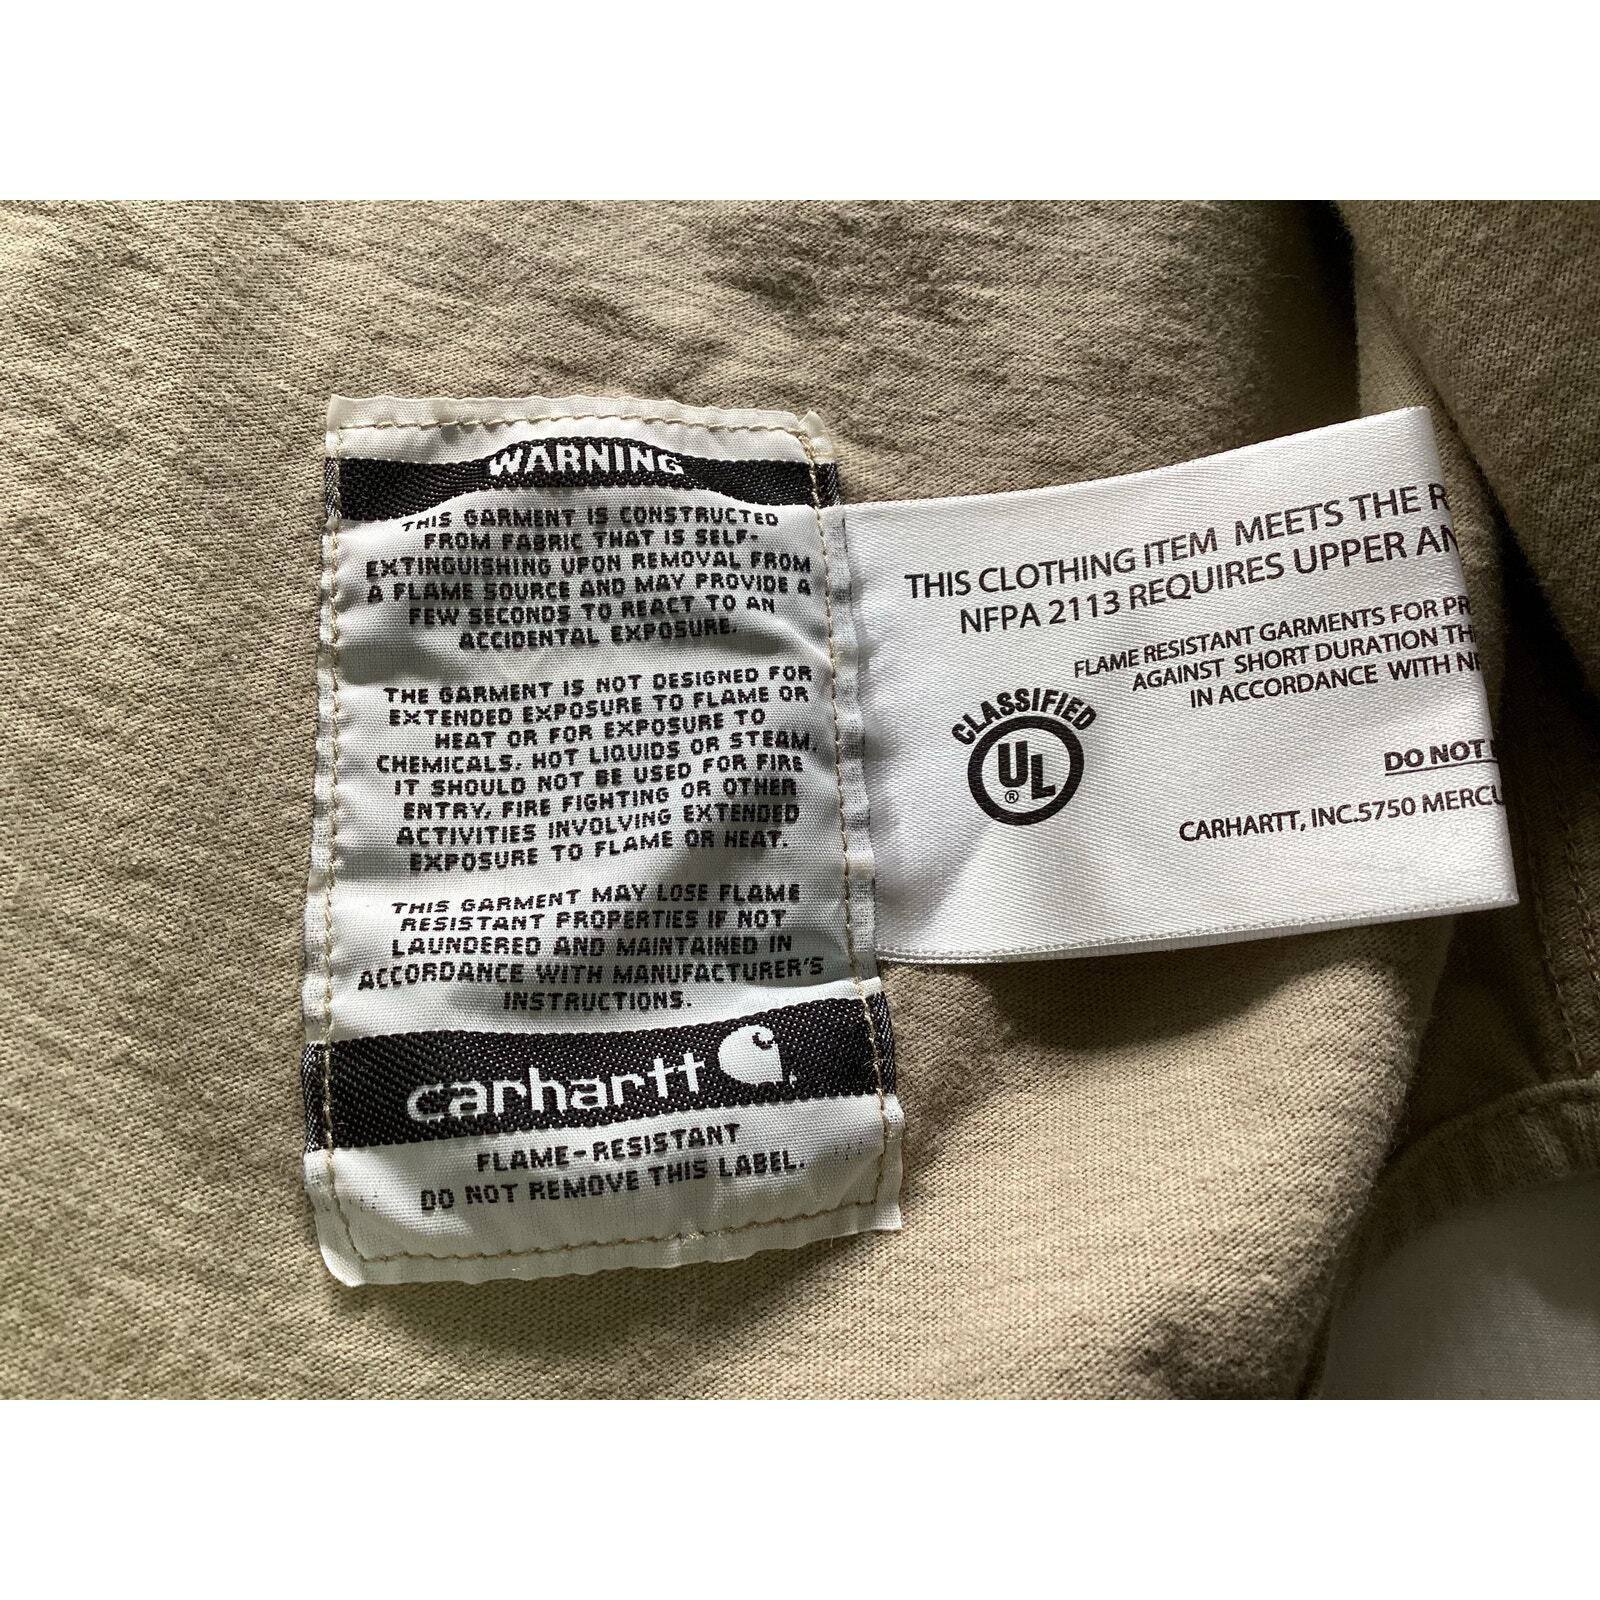 WARNING
THIS GARMENT IS CONSTRUCTED
FROM FABRIC THAT IS SELF-
EXTINGUISHING UPON REMOVAL FROM
A FLAME SOURCE AND MAY PROVIDE A
FEW SECONDS TO REACT TO AN
ACCIDENTAL EXPOSURE.
THE GARMENT IS NOT DESIGNED FOR
EXTENDED EXPOSURE TO FLAME OR
HEAT OR FOR EXPOSURE TO
CHEMICALS, HOT LIQUIDS OR STEAM.
IT SHOULD NOT BE USED FOR FIRE
ENTRY, FIRE FIGHTING OR OTHER
ACTIVITIES INVOLVING EXTENDED
EXPOSURE TO FLAME OR HEAT.
THIS GARMENT MAY LOSE FLAME
RESISTANT PROPERTIES IF NOT
LAUNDERED AND MAINTAINED IN
ACCORDANCE WITH MANUFACTURER'S
INSTRUCTIONS.
carhartt
FLAME-RESISTANT
DO NOT REMOVE THIS LABEL.
THIS CLOTHING ITEM MEETS THE
NFPA 2113 REQUIRES UPPER
FLAME RESISTANT GARMENTS FOR
AGAINST SHORT DURATION
IN ACCORDANCE WITH
CLASSIFIED
UL®
DO NOT
CARHARTT, INC.5750